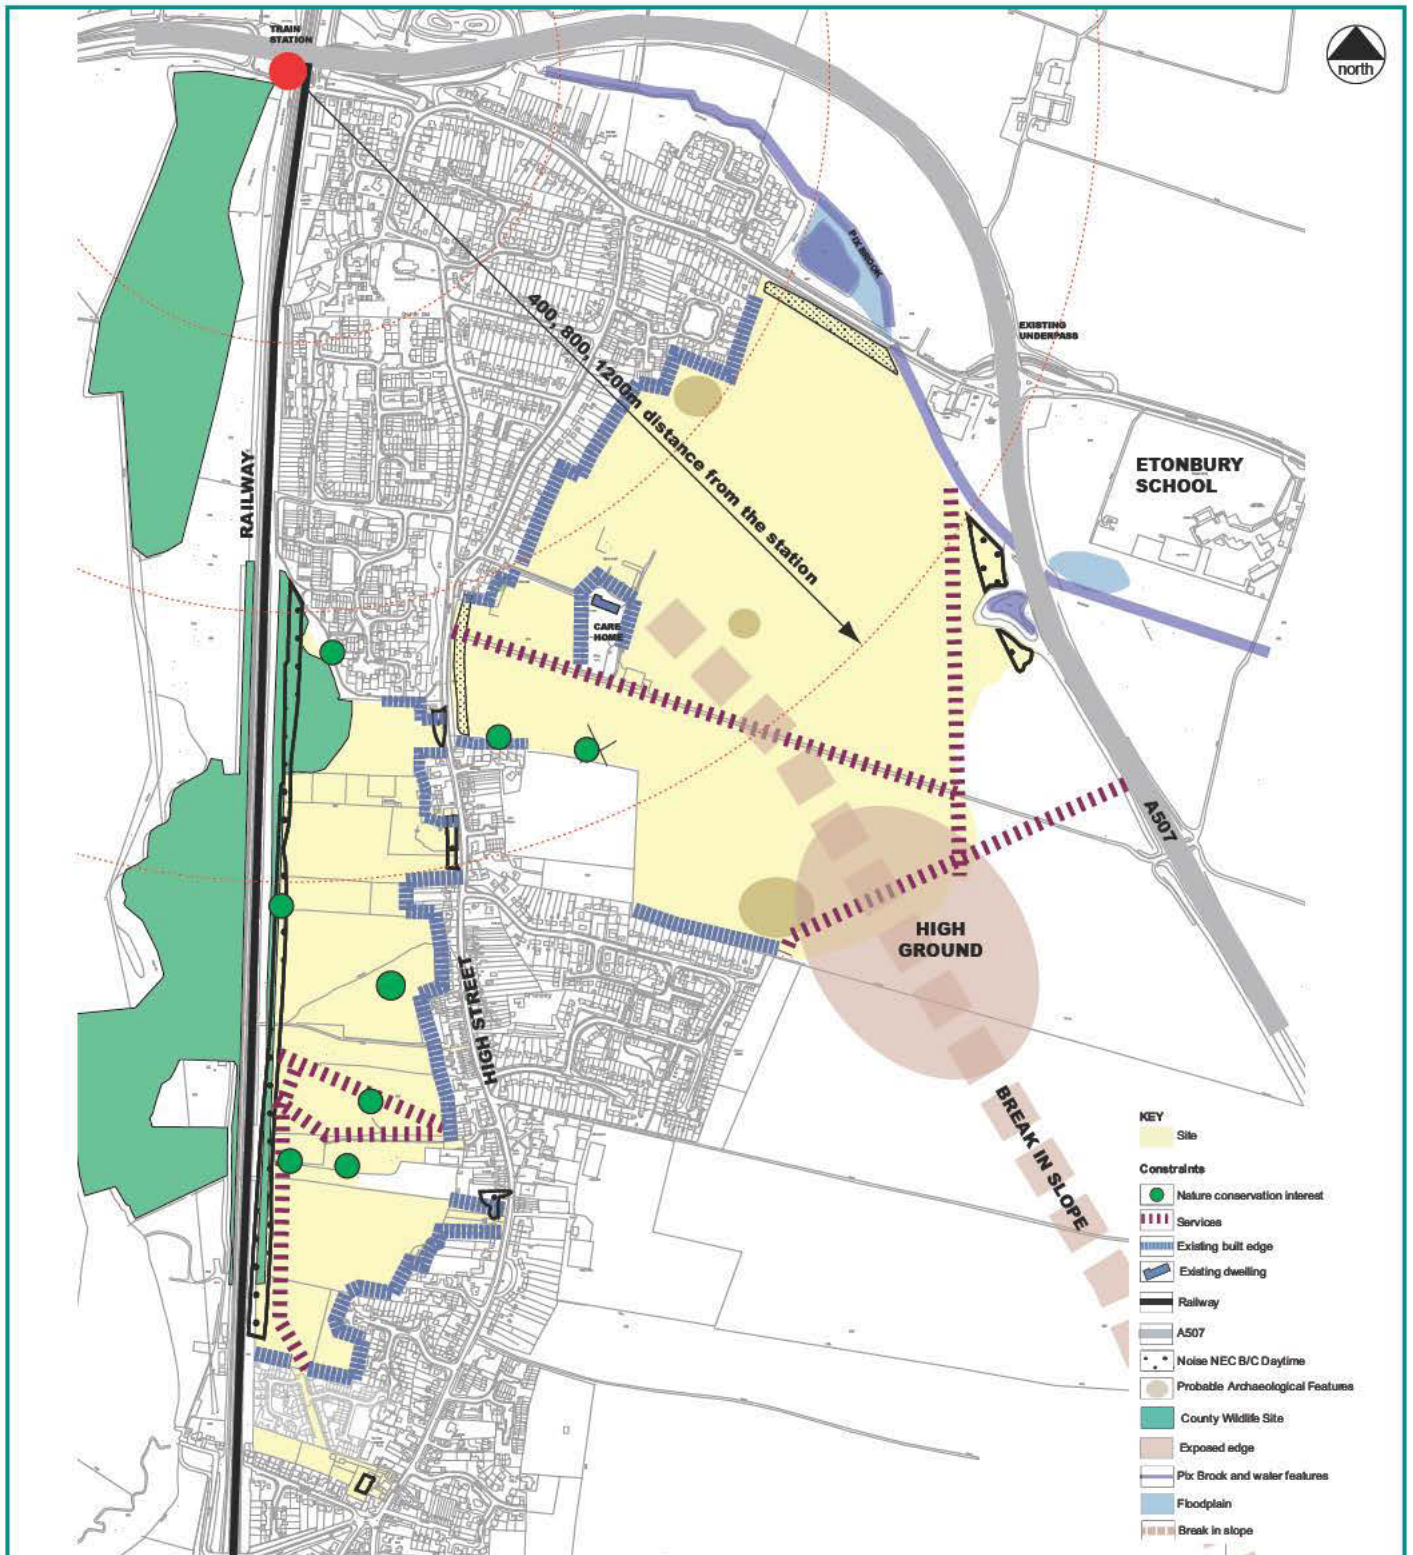 TRAIN
STATION
north
PIX BROOK
EXISTING
UNDERPASS
400, 800, 1200m distance from the station
ETONBURY
SCHOOL
RAILWAY
CARE
HOME
A507
HIGH
GROUND
HIGH STREET
BREAK IN SLOPE
KEY
Site
Constraints
Nature conservation interest
Services
Existing built edge
Existing dwelling
Railway
A507
Noise NEC B/C Daytime
Probable Archaeological Features
County Wildlife Site
Exposed edge
Pix Brook and water features
Floodplain
Break in slope